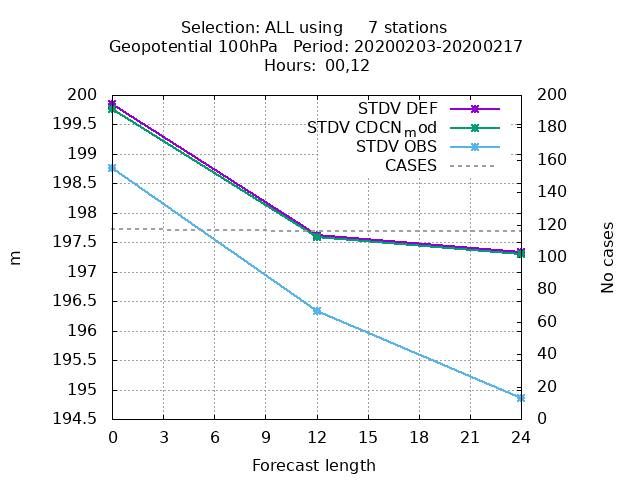 Selection: ALL using     7 stations
Geopotential 100hPa   Period: 20200203-20200217
Hours:  00,12
200
199.5
199
198.5
198
197.5
197
196.5
196
195.5
195
194.5
m
STDV DEF
STDV CDCNmod
STDV OBS
CASES
200
180
160
140
120
100
80
60
40
20
0
No cases
0 3 6 9 12 15 18 21 24
Forecast length